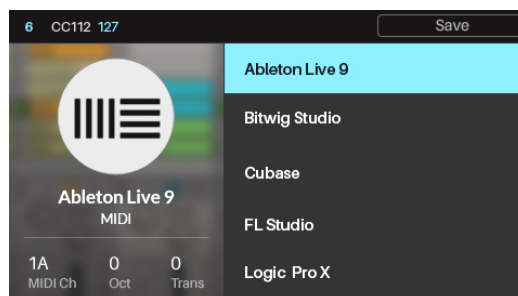 6 CC112 127 Save
Ableton Live 9
MIDI
1A 0 0
MIDI Ch Oct Trans
Ableton Live 9
Bitwig Studio
Cubase
FL Studio
Logic Pro X